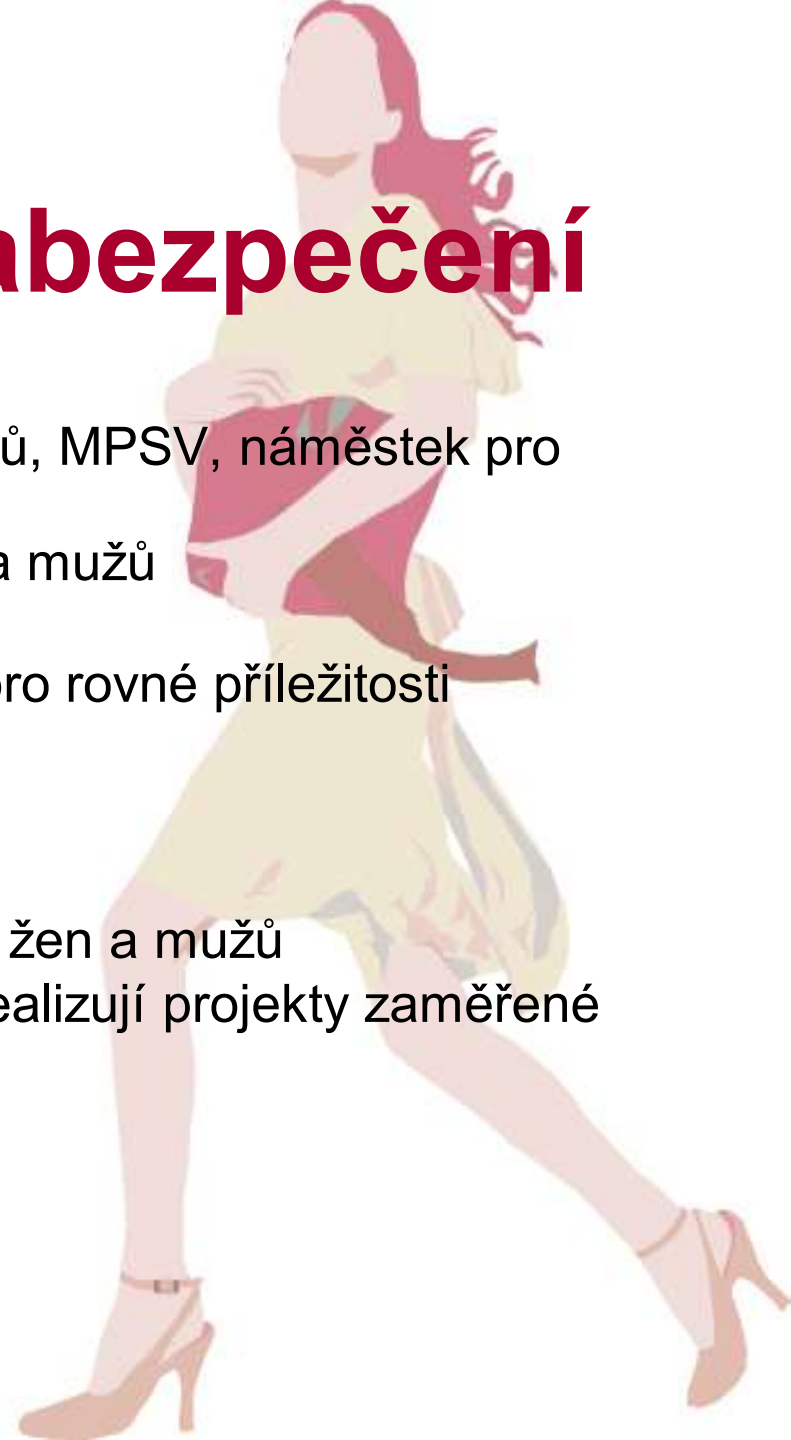 abezpečení
ů, MPSV, náměstek pro
a mužů
pro rovné příležitosti
žen a mužů
ealizují projekty zaměřené